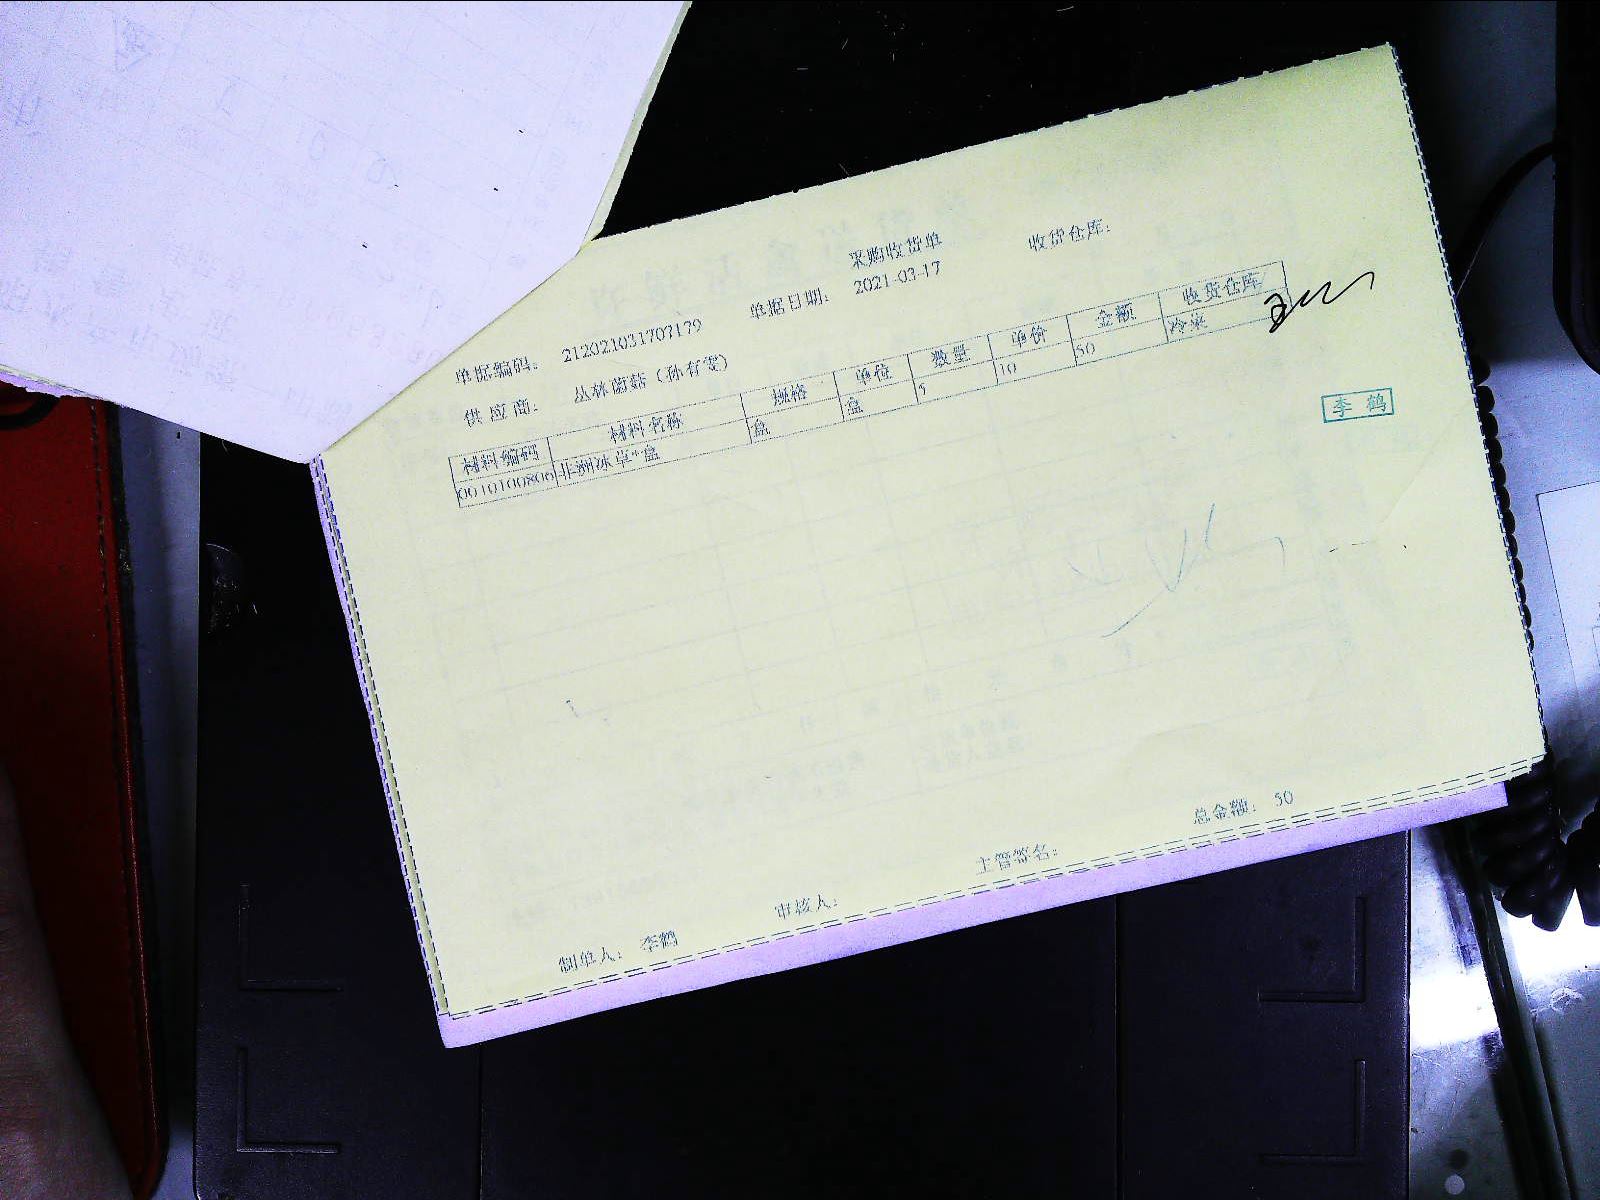 采购收货单
收货仓库:
单据编码: 212021031707179
单据日期: 2021-03-17
供应商: 丛林菌菇(孙存雯)
材料编码 材料名称 规格 单位 数量 单价 金额 收货仓库
0010100806 非洲冰草*盒 盒 盒 5 10 50 冷菜
李鹤
总金额: 50
制单人: 李鹤
审核人:
主管签名: